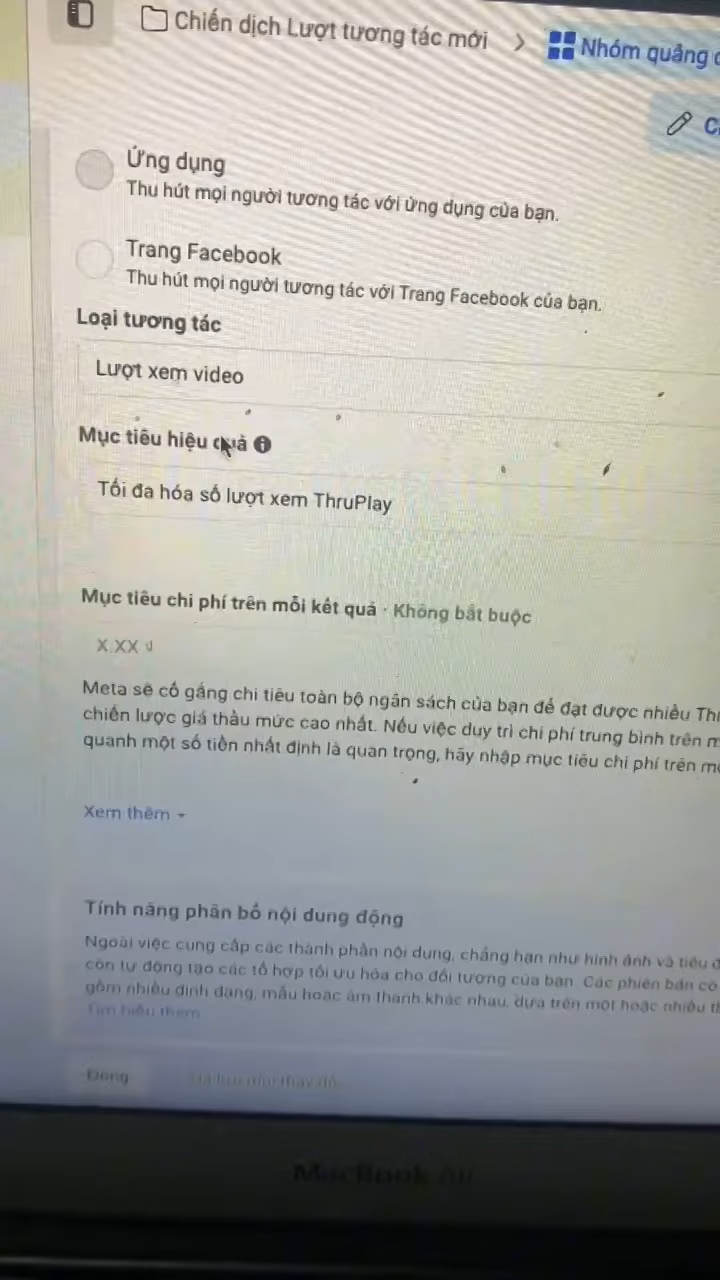 Chiến dịch Lượt tương tác mới
Nhóm quảng
Ứng dụng
Thu hút mọi người tương tác với ứng dụng của bạn.
Trang Facebook
Thu hút mọi người tương tác với Trang Facebook của bạn.
Loại tương tác
Lượt xem video
Mục tiêu hiệu quả
Tối đa hóa số lượt xem ThruPlay
Mục tiêu chi phí trên mỗi kết quả · Không bắt buộc
X.XX đ
Meta sẽ cố gắng chi tiêu toàn bộ ngân sách của bạn để đạt được nhiều
chiến lược giá thầu mức cao nhất. Nếu việc duy trì chi phí trung bình trên
quanh một số tiền nhất định là quan trọng, hãy nhập mục tiêu chi phí trên
Xem thêm
Tính năng phân bổ nội dung động
Ngoài việc cung cấp các thành phần nội dung, chẳng hạn như hình ảnh và tiêu
còn tự động tạo các tổ hợp tối ưu hóa cho đối tượng của bạn. Các phiên bản có
gồm nhiều định dạng, mẫu hoặc âm thanh khác nhau, dựa trên một hoặc nhiều
Tìm hiểu thêm
Đóng
MacBook Air